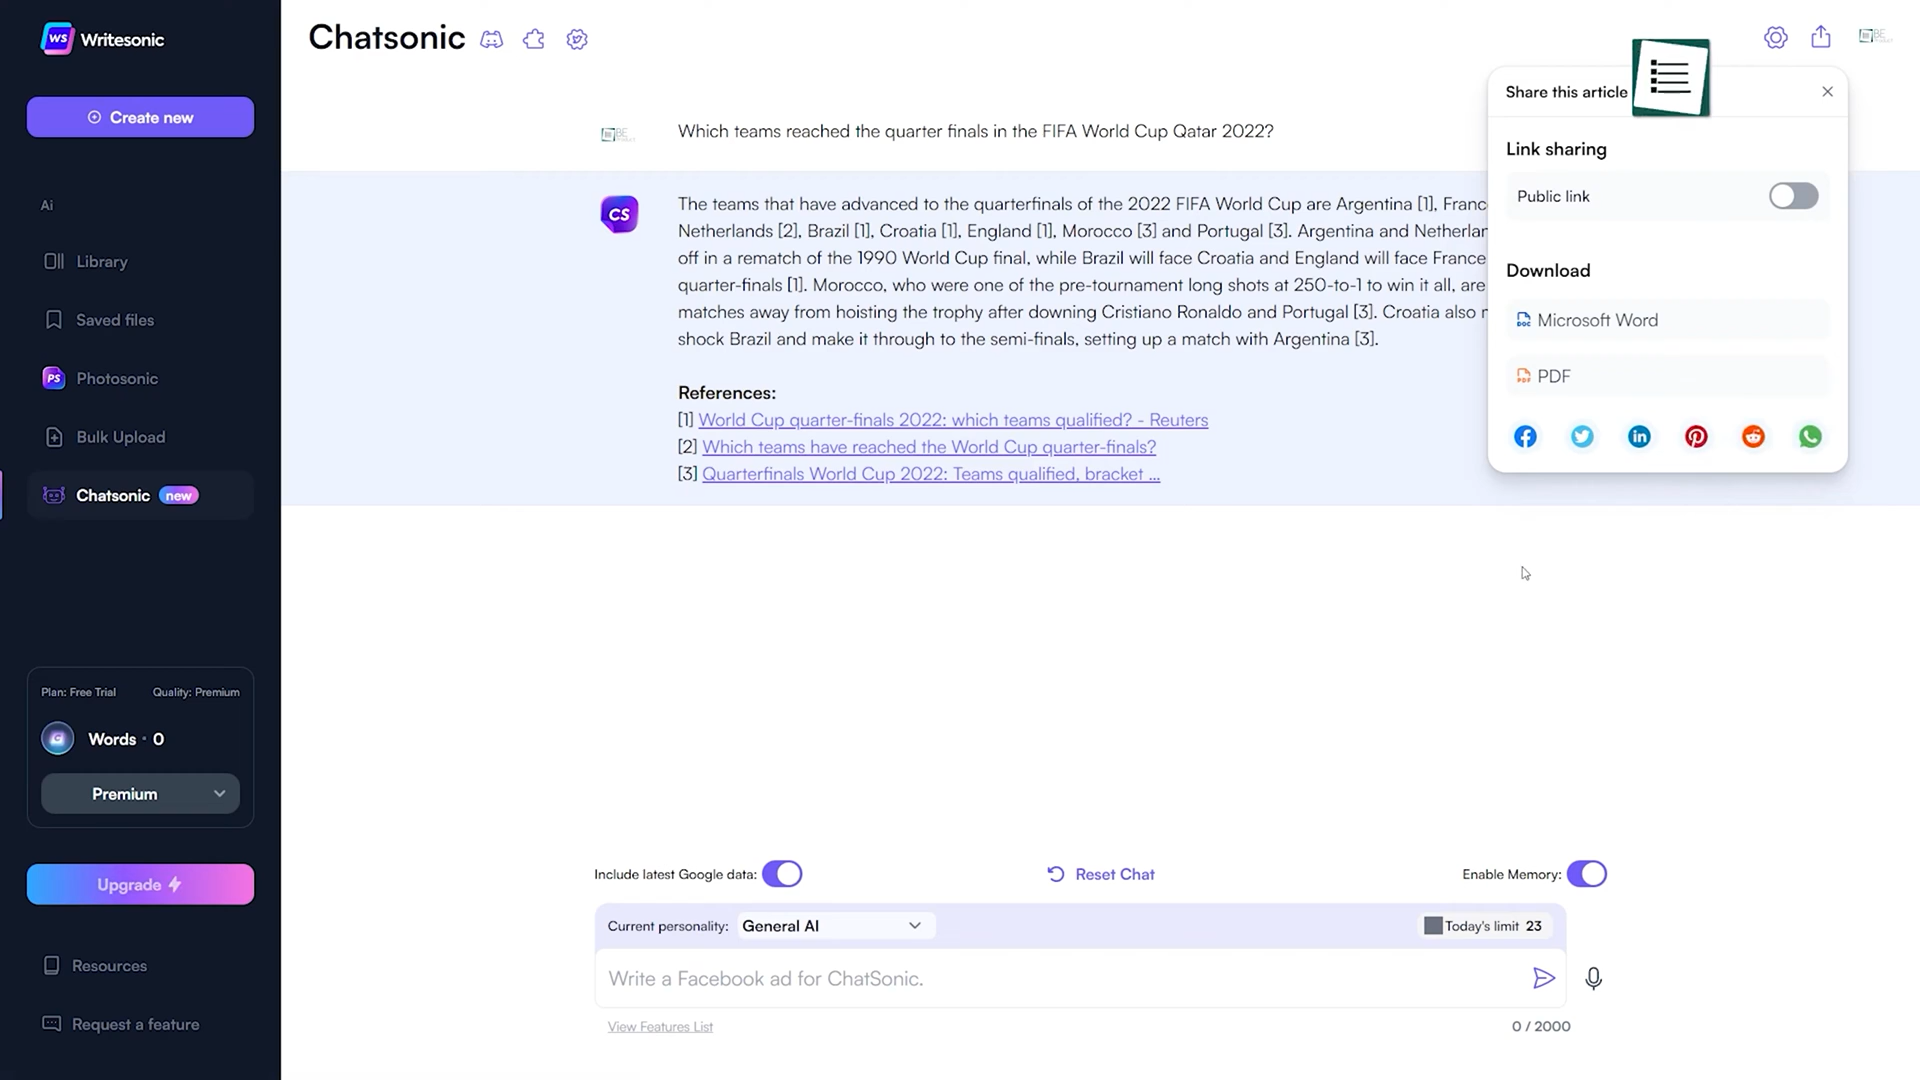 WS Writesonic
Create new
Ai
Library
Saved files
PS Photosonic
Bulk Upload
Chatsonic new
Plan: Free Trial Quality: Premium
Words · 0
Premium
Upgrade
Resources
Request a feature
Chatsonic
BE
BE
Which teams reached the quarter finals in the FIFA World Cup Qatar 2022?
CS
The teams that have advanced to the quarterfinals of the 2022 FIFA World Cup are Argentina [1], Franc
Netherlands [2], Brazil [1], Croatia [1], England [1], Morocco [3] and Portugal [3]. Argentina and Netherlar
off in a rematch of the 1990 World Cup final, while Brazil will face Croatia and England will face France
quarter-finals [1]. Morocco, who were one of the pre-tournament long shots at 250-to-1 to win it all, are
matches away from hoisting the trophy after downing Cristiano Ronaldo and Portugal [3]. Croatia also
shock Brazil and make it through to the semi-finals, setting up a match with Argentina [3].
References:
[1] World Cup quarter-finals 2022: which teams qualified? - Reuters
[2] Which teams have reached the World Cup quarter-finals?
[3] Quarterfinals World Cup 2022: Teams qualified, bracket ...
Share this article
Link sharing
Public link
Download
Microsoft Word
PDF
Include latest Google data:
Reset Chat
Enable Memory:
Current personality: General AI
Today's limit 23
Write a Facebook ad for ChatSonic.
View Features List
0 / 2000